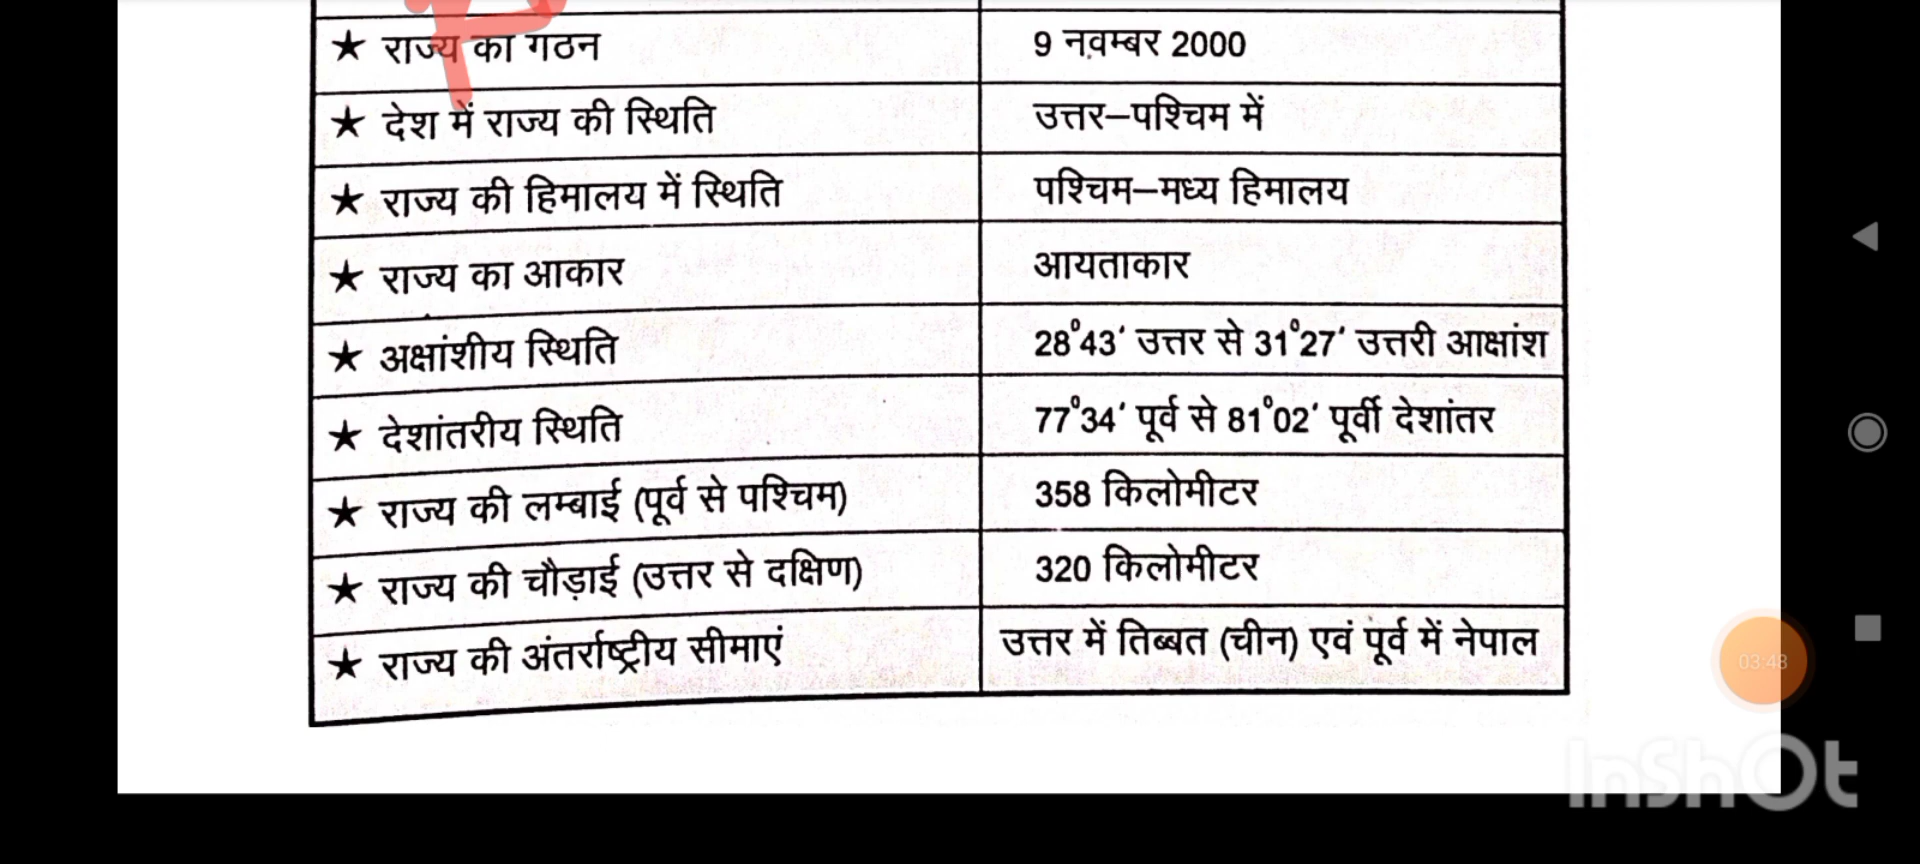 ★ राज्य का गठन 9 नवम्बर 2000
★ देश में राज्य की स्थिति उत्तर–पश्चिम में
★ राज्य की हिमालय में स्थिति पश्चिम–मध्य हिमालय
★ राज्य का आकार आयताकार
★ अक्षांशीय स्थिति 28°43′ उत्तर से 31°27′ उत्तरी आक्षांश
★ देशांतरीय स्थिति 77°34′ पूर्व से 81°02′ पूर्वी देशांतर
★ राज्य की लम्बाई (पूर्व से पश्चिम) 358 किलोमीटर
★ राज्य की चौड़ाई (उत्तर से दक्षिण) 320 किलोमीटर
★ राज्य की अंतर्राष्ट्रीय सीमाएं उत्तर में तिब्बत (चीन) एवं पूर्व में नेपाल
03:48
InShOt